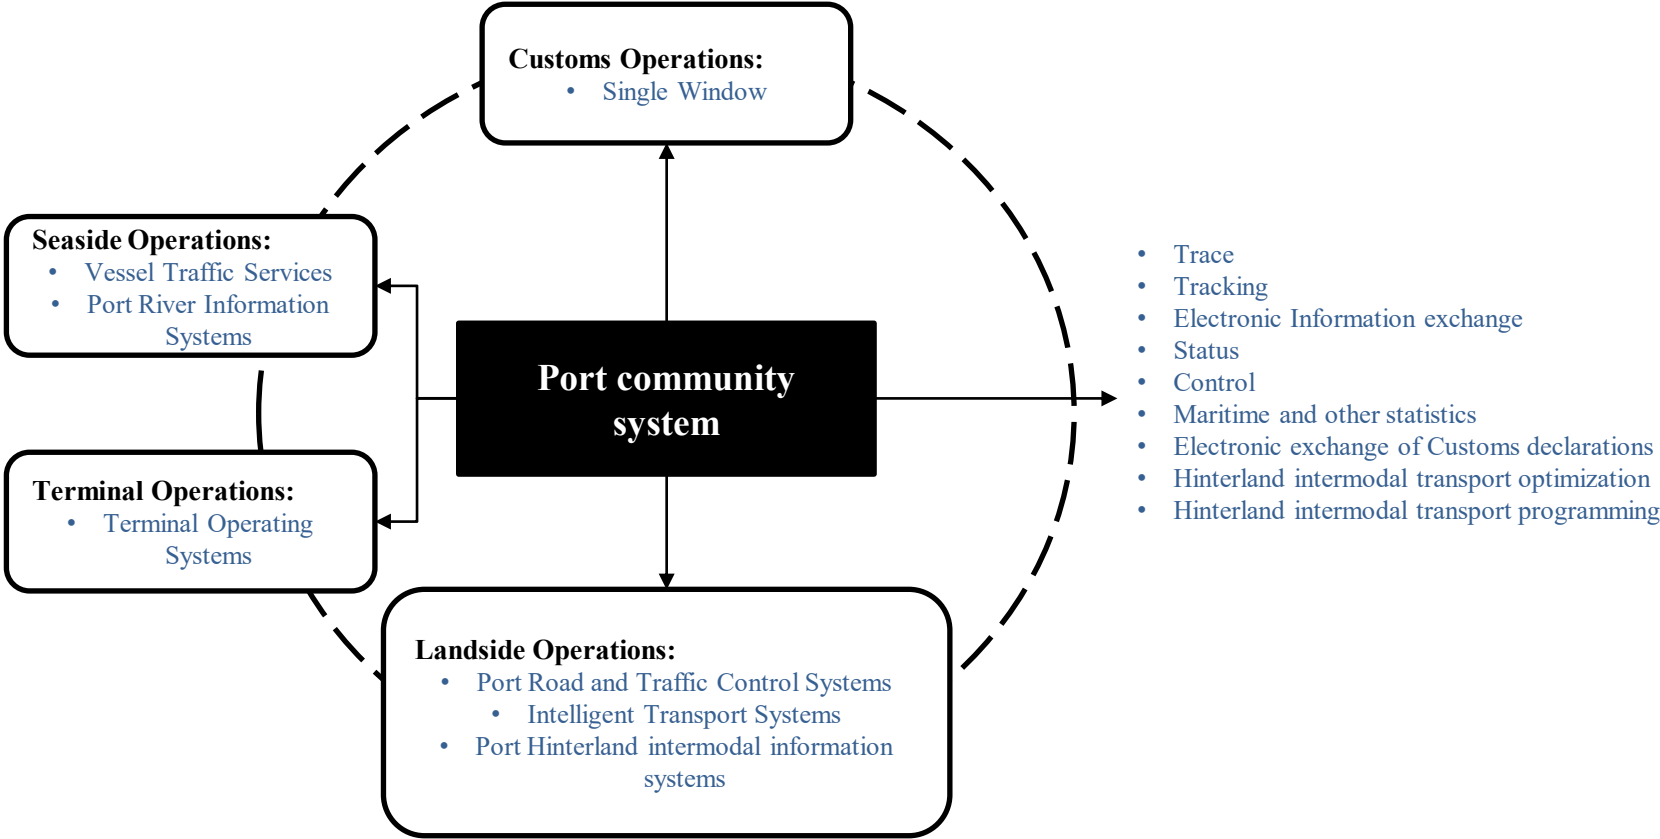 Customs Operations:
• Single Window
Seaside Operations:
• Vessel Traffic Services
• Port River Information
Systems
Port community
system
Terminal Operations:
• Terminal Operating
Systems
Landside Operations:
• Port Road and Traffic Control Systems
• Intelligent Transport Systems
• Port Hinterland intermodal information
systems
• Trace
• Tracking
• Electronic Information exchange
• Status
• Control
• Maritime and other statistics
• Electronic exchange of Customs declarations
• Hinterland intermodal transport optimization
• Hinterland intermodal transport programming